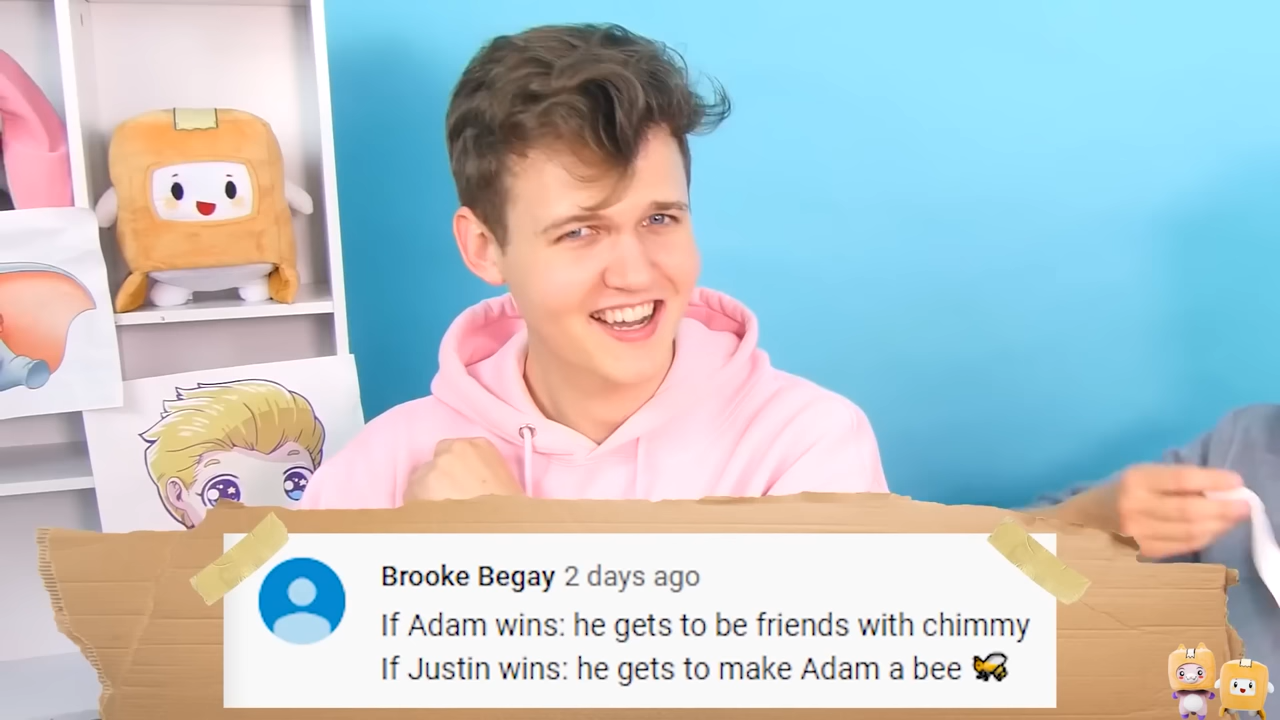 Brooke Begay 2 days ago
If Adam wins: he gets to be friends with chimmy
If Justin wins: he gets to make Adam a bee 🐝